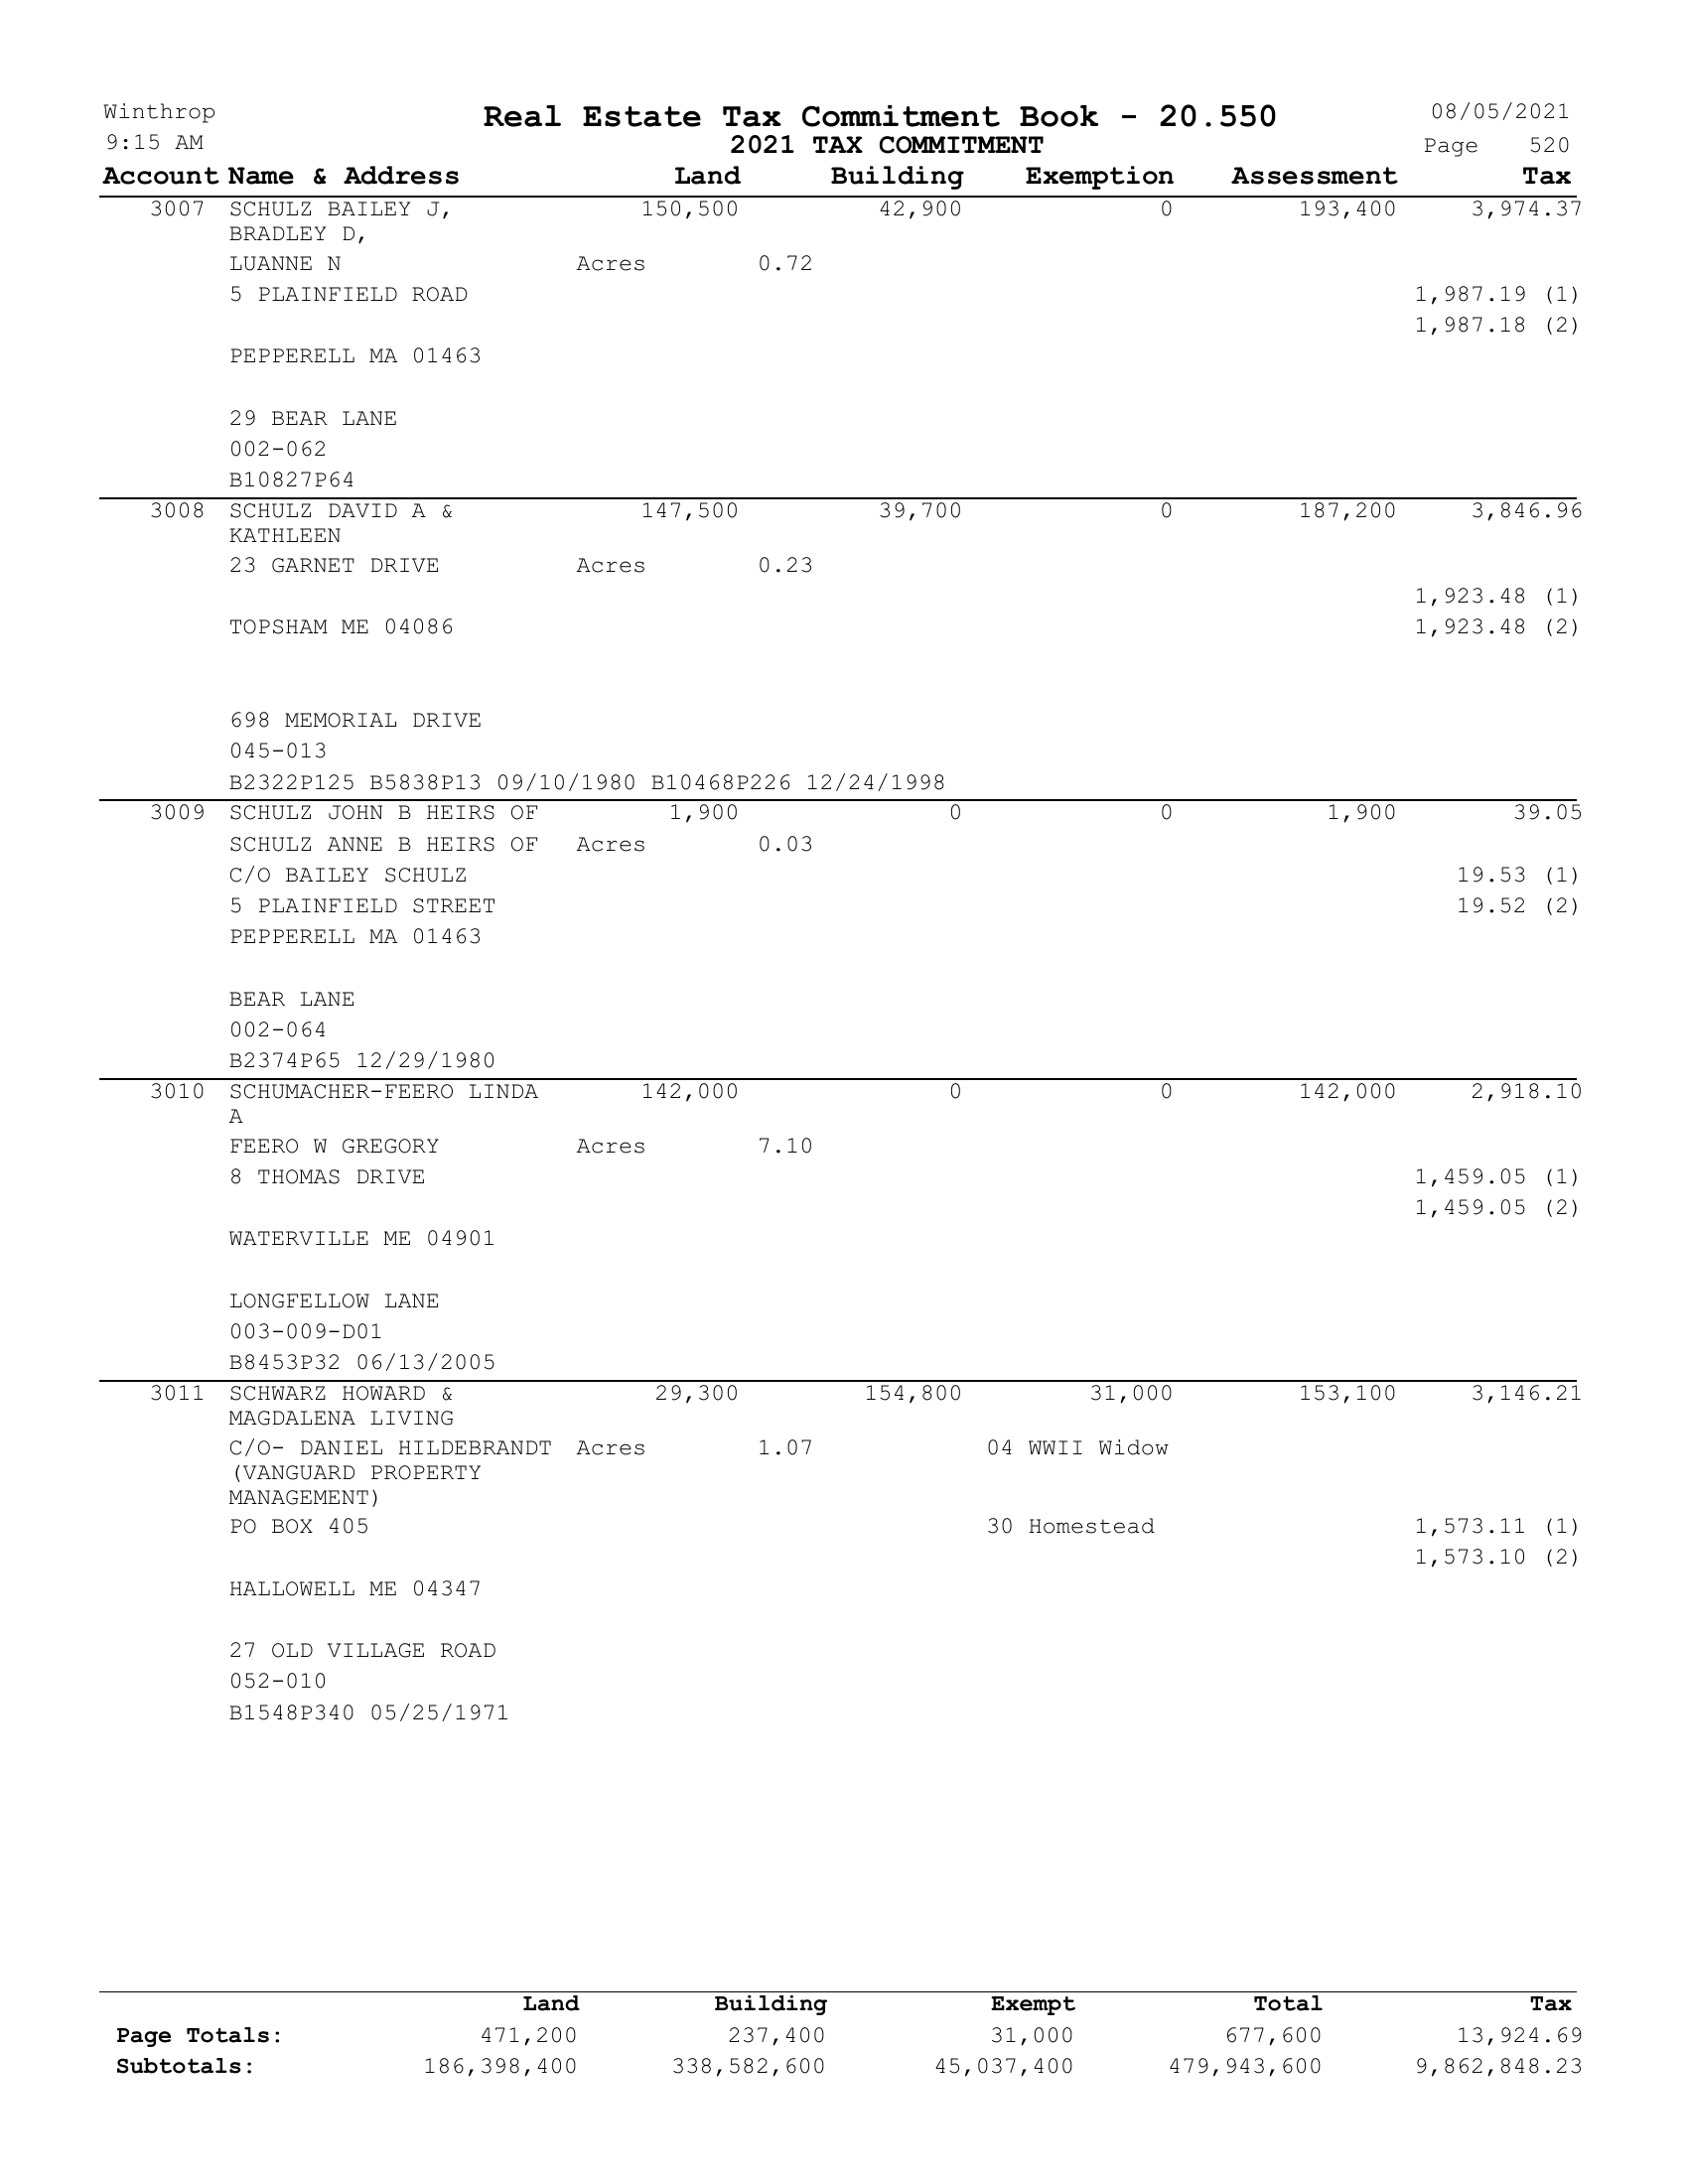 Winthrop Real Estate Tax Commitment Book - 20.550 08/05/2021
9:15 AM 2021 TAX COMMITMENT Page 520
Account Name & Address Land Building Exemption Assessment Tax
3007 SCHULZ BAILEY J, 150,500 42,900 0 193,400 3,974.37
BRADLEY D,
LUANNE N Acres 0.72
5 PLAINFIELD ROAD 1,987.19 (1)
1,987.18 (2)
PEPPERELL MA 01463
29 BEAR LANE
002-062
B10827P64
3008 SCHULZ DAVID A & 147,500 39,700 0 187,200 3,846.96
KATHLEEN
23 GARNET DRIVE Acres 0.23
1,923.48 (1)
TOPSHAM ME 04086 1,923.48 (2)
698 MEMORIAL DRIVE
045-013
B2322P125 B5838P13 09/10/1980 B10468P226 12/24/1998
3009 SCHULZ JOHN B HEIRS OF 1,900 0 0 1,900 39.05
SCHULZ ANNE B HEIRS OF Acres 0.03
C/O BAILEY SCHULZ 19.53 (1)
5 PLAINFIELD STREET 19.52 (2)
PEPPERELL MA 01463
BEAR LANE
002-064
B2374P65 12/29/1980
3010 SCHUMACHER-FEERO LINDA 142,000 0 0 142,000 2,918.10
A
FEERO W GREGORY Acres 7.10
8 THOMAS DRIVE 1,459.05 (1)
1,459.05 (2)
WATERVILLE ME 04901
LONGFELLOW LANE
003-009-D01
B8453P32 06/13/2005
3011 SCHWARZ HOWARD & 29,300 154,800 31,000 153,100 3,146.21
MAGDALENA LIVING
C/O- DANIEL HILDEBRANDT Acres 1.07 04 WWII Widow
(VANGUARD PROPERTY
MANAGEMENT)
PO BOX 405 30 Homestead 1,573.11 (1)
1,573.10 (2)
HALLOWELL ME 04347
27 OLD VILLAGE ROAD
052-010
B1548P340 05/25/1971
Land Building Exempt Total Tax
Page Totals: 471,200 237,400 31,000 677,600 13,924.69
Subtotals: 186,398,400 338,582,600 45,037,400 479,943,600 9,862,848.23